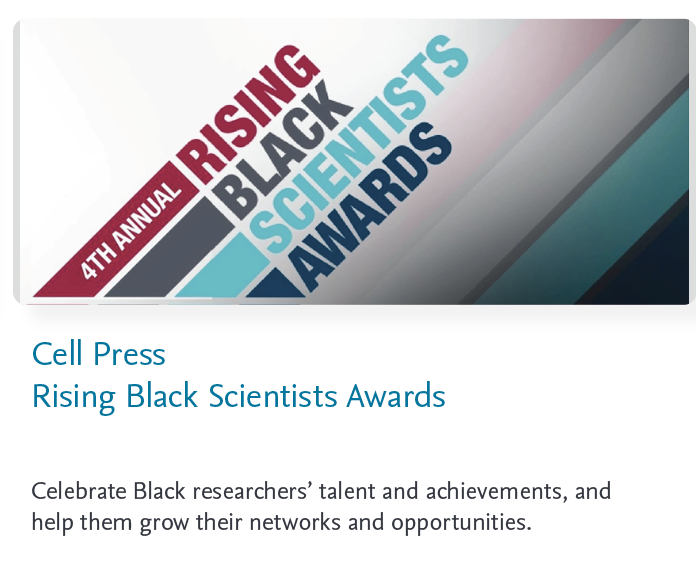 4TH ANNUAL RISING
BLACK
SCIENTISTS
AWARDS
Cell Press
Rising Black Scientists Awards
Celebrate Black researchers’ talent and achievements, and
help them grow their networks and opportunities.